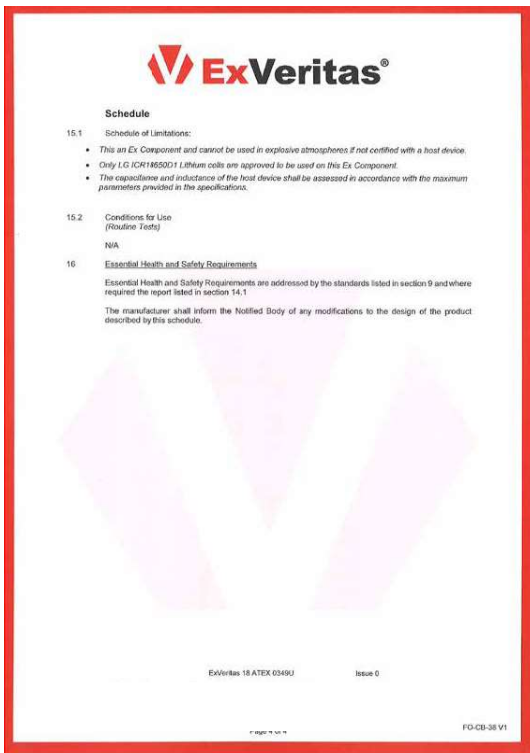 ExVeritas®
Schedule
15.1 Schedule of Limitations:
• This an Ex Component and cannot be used in explosive atmospheres if not certified with a host device.
• Only LG ICR18650D1 Lithium cells are approved to be used on this Ex Component.
• The capacitance and inductance of the host device shall be assessed in accordance with the maximum
parameters provided in the specifications.
15.2 Conditions for Use
(Routine Tests)
N/A
16 Essential Health and Safety Requirements
Essential Health and Safety Requirements are addressed by the standards listed in section 9 and where
required the report listed in section 14.1
The manufacturer shall inform the Notified Body of any modifications to the design of the product
described by this schedule.
ExVeritas 18 ATEX 0349U Issue 0
Page 4 of 4
FO-CB-38 V1